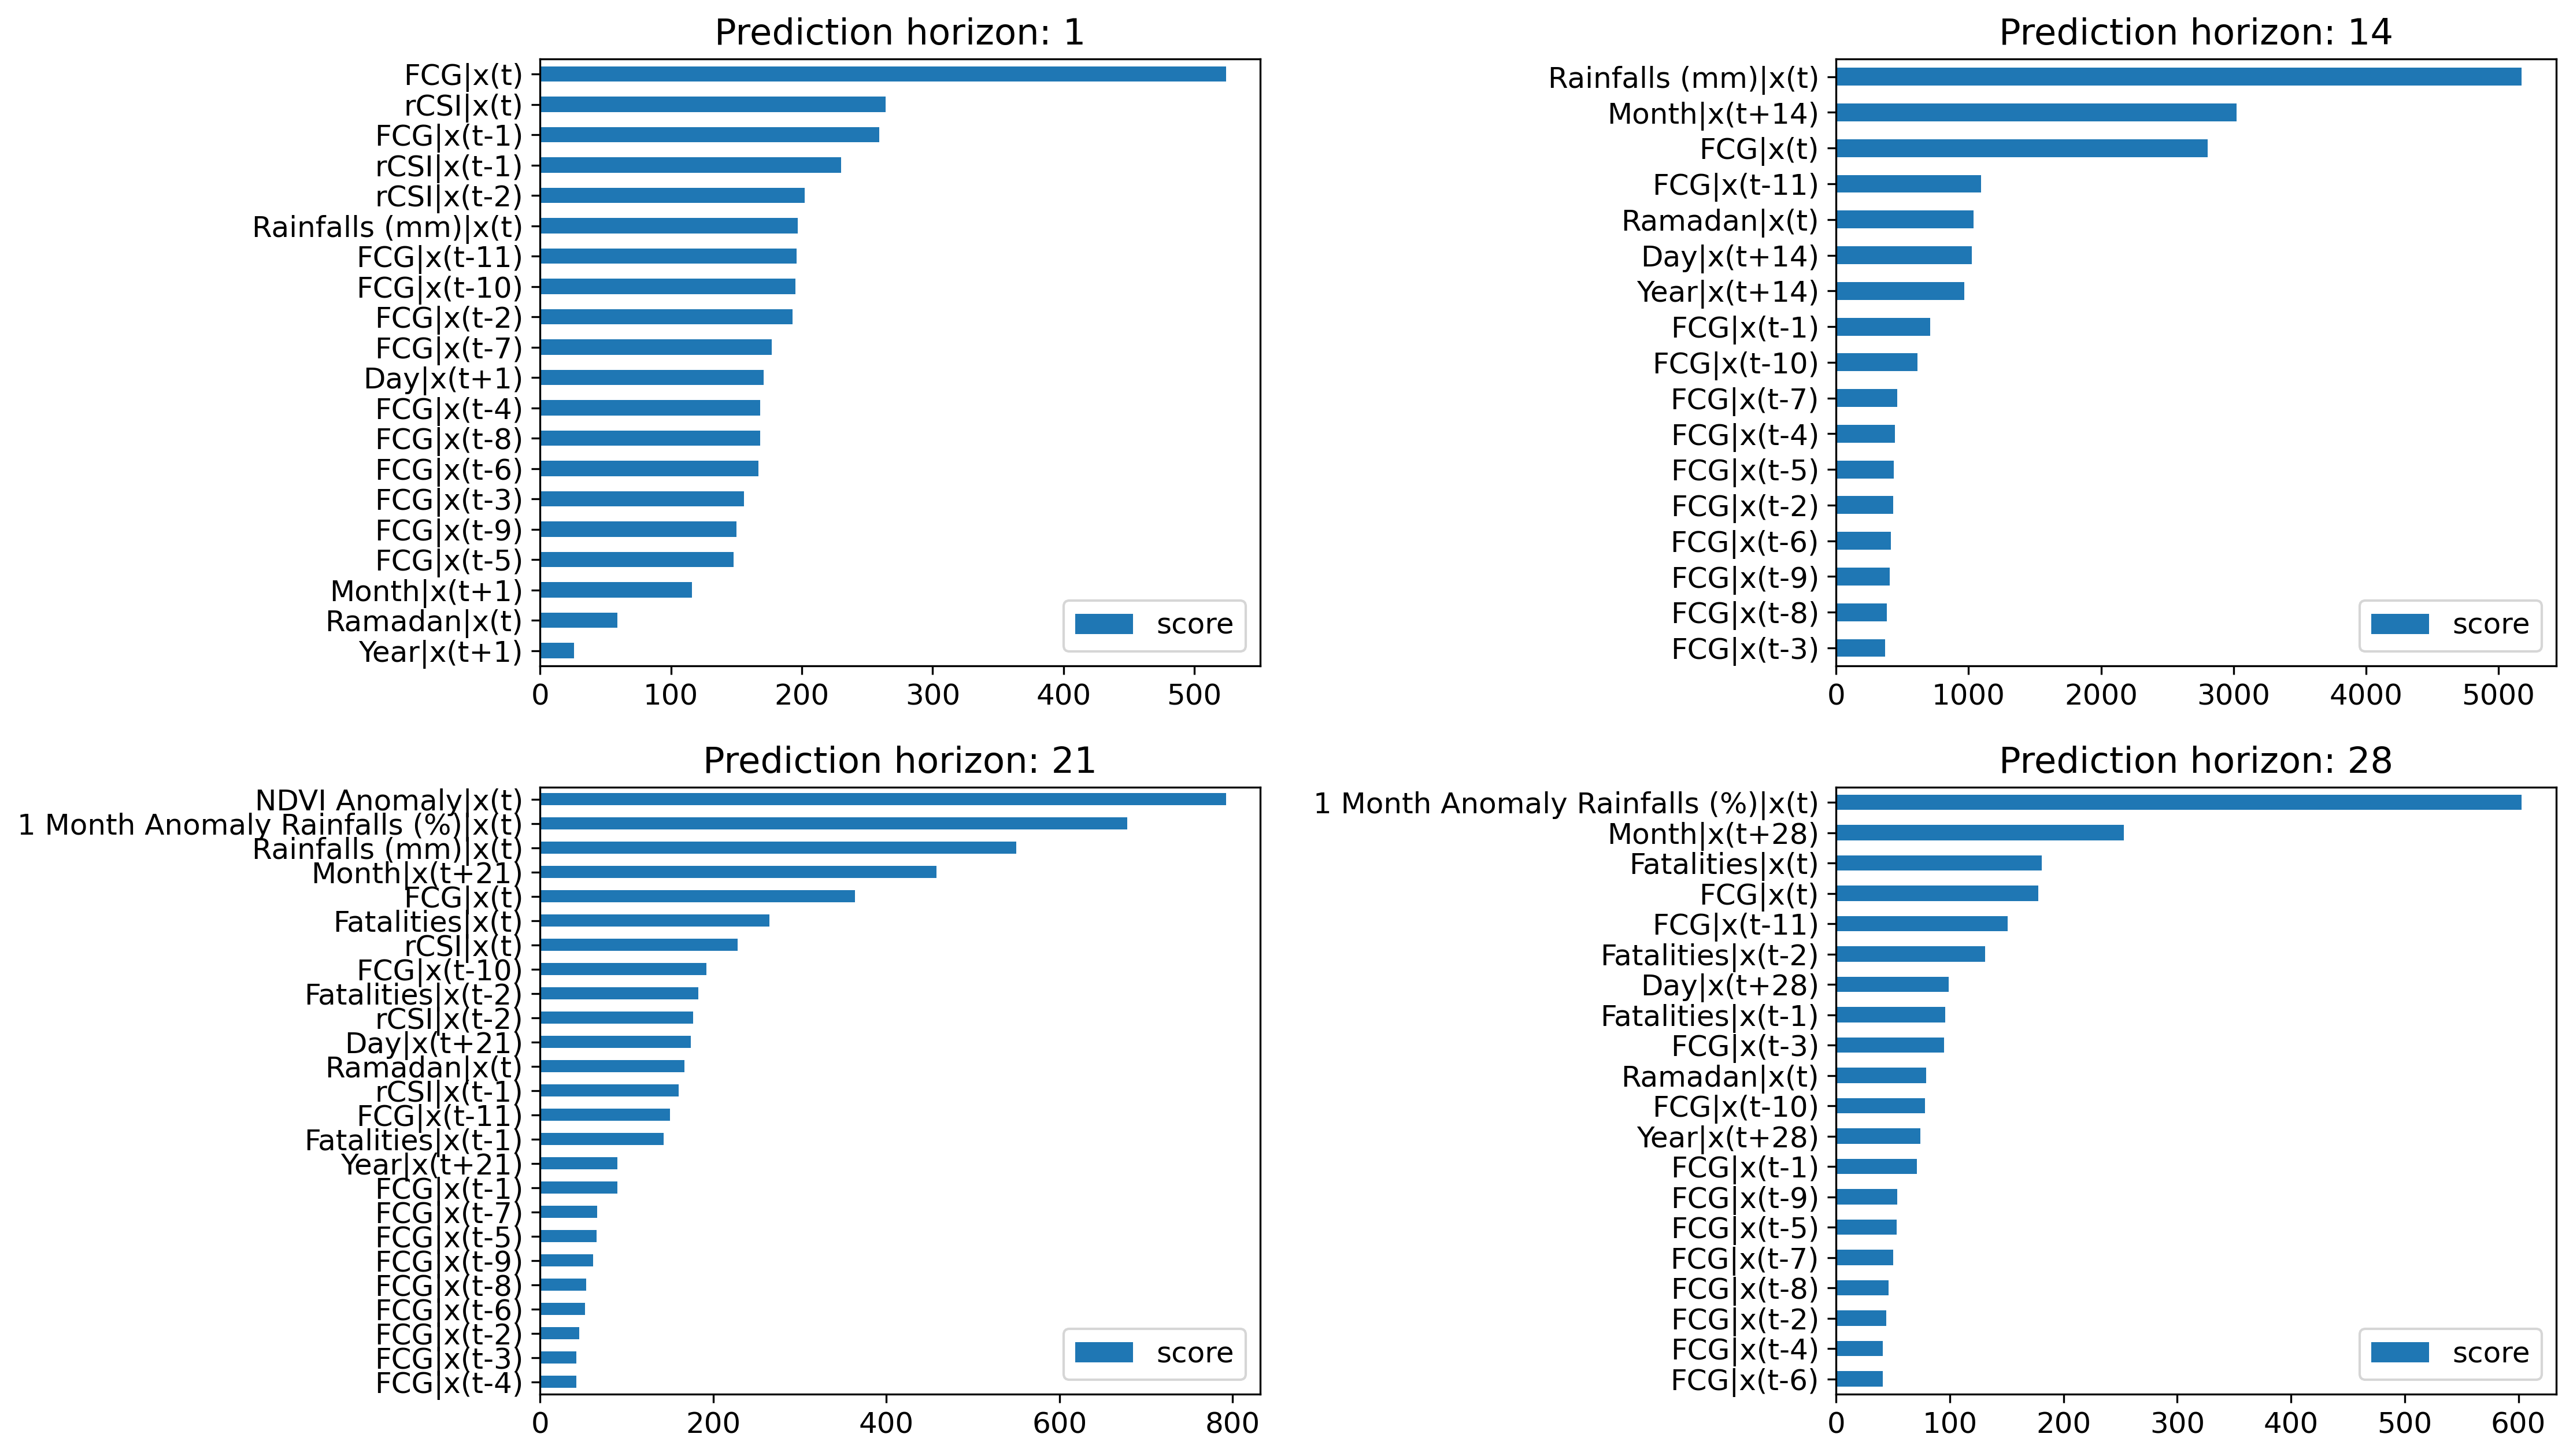 Prediction horizon: 1
FCG|x(t)
rCSI|x(t)
FCG|x(t-1)
rCSI|x(t-1)
rCSI|x(t-2)
Rainfalls (mm)|x(t)
FCG|x(t-11)
FCG|x(t-10)
FCG|x(t-2)
FCG|x(t-7)
Day|x(t+1)
FCG|x(t-4)
FCG|x(t-8)
FCG|x(t-6)
FCG|x(t-3)
FCG|x(t-9)
FCG|x(t-5)
Month|x(t+1)
Ramadan|x(t)
Year|x(t+1)
score
0 100 200 300 400 500
Prediction horizon: 14
Rainfalls (mm)|x(t)
Month|x(t+14)
FCG|x(t)
FCG|x(t-11)
Ramadan|x(t)
Day|x(t+14)
Year|x(t+14)
FCG|x(t-1)
FCG|x(t-10)
FCG|x(t-7)
FCG|x(t-4)
FCG|x(t-5)
FCG|x(t-2)
FCG|x(t-6)
FCG|x(t-9)
FCG|x(t-8)
FCG|x(t-3)
score
0 1000 2000 3000 4000 5000
Prediction horizon: 21
NDVI Anomaly|x(t)
1 Month Anomaly Rainfalls (%)|x(t)
Rainfalls (mm)|x(t)
Month|x(t+21)
FCG|x(t)
Fatalities|x(t)
rCSI|x(t)
FCG|x(t-10)
Fatalities|x(t-2)
rCSI|x(t-2)
Day|x(t+21)
Ramadan|x(t)
rCSI|x(t-1)
FCG|x(t-11)
Fatalities|x(t-1)
Year|x(t+21)
FCG|x(t-1)
FCG|x(t-7)
FCG|x(t-5)
FCG|x(t-9)
FCG|x(t-8)
FCG|x(t-6)
FCG|x(t-2)
FCG|x(t-3)
FCG|x(t-4)
score
0 200 400 600 800
Prediction horizon: 28
1 Month Anomaly Rainfalls (%)|x(t)
Month|x(t+28)
Fatalities|x(t)
FCG|x(t)
FCG|x(t-11)
Fatalities|x(t-2)
Day|x(t+28)
Fatalities|x(t-1)
FCG|x(t-3)
Ramadan|x(t)
FCG|x(t-10)
Year|x(t+28)
FCG|x(t-1)
FCG|x(t-9)
FCG|x(t-5)
FCG|x(t-7)
FCG|x(t-8)
FCG|x(t-2)
FCG|x(t-4)
FCG|x(t-6)
score
0 100 200 300 400 500 600